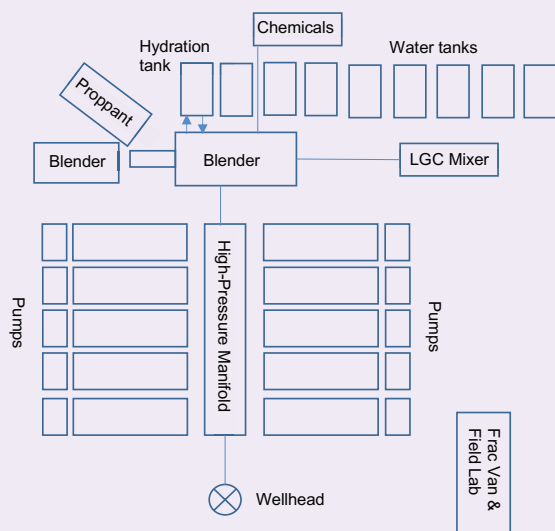 Chemicals
Hydration
tank
Water tanks
Proppant
Blender
Blender
LGC Mixer
High-Pressure Manifold
Pumps
Pumps
Frac Van &
Field Lab
Wellhead